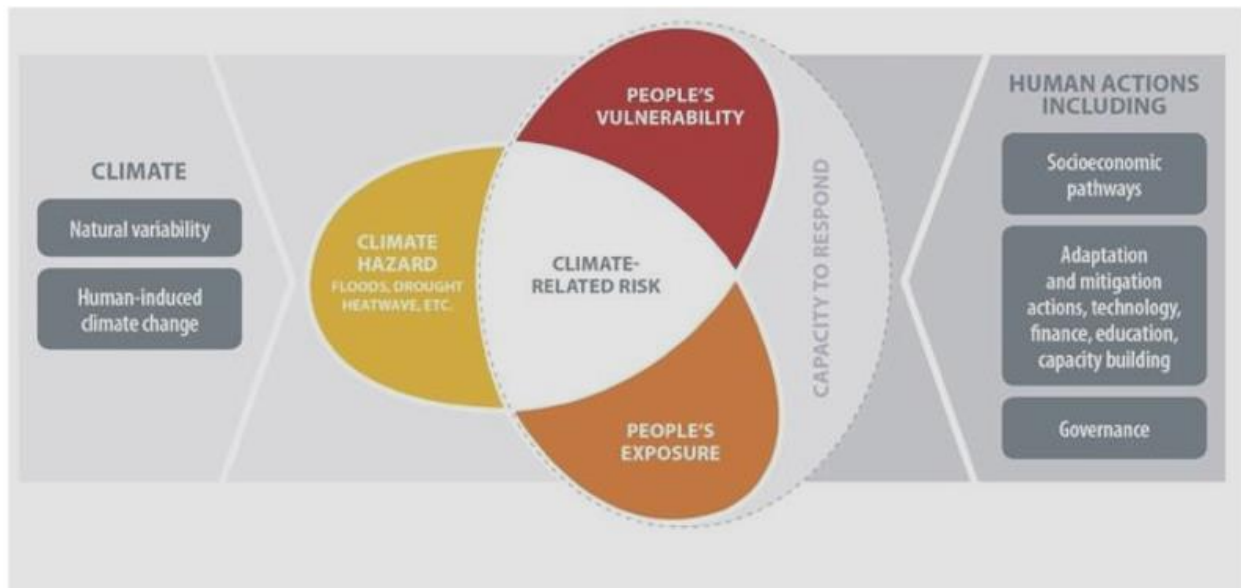 CLIMATE
Natural variability
Human-induced
climate change
CLIMATE
HAZARD
FLOODS, DROUGHT
HEATWAVE, ETC.
PEOPLE'S
VULNERABILITY
CLIMATE-
RELATED RISK
PEOPLE'S
EXPOSURE
CAPACITY TO RESPOND
HUMAN ACTIONS
INCLUDING
Socioeconomic
pathways
Adaptation
and mitigation
actions, technology,
finance, education,
capacity building
Governance